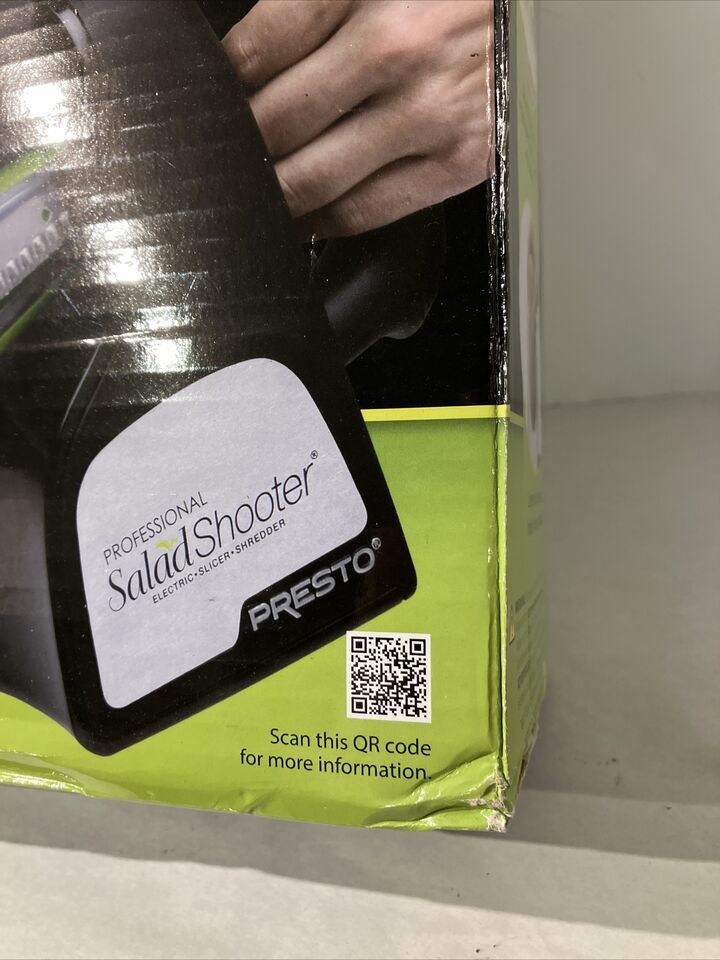 PROFESSIONAL
SaladShooter®
ELECTRIC•SLICER•SHREDDER
PRESTO®
Scan this QR code
for more information.